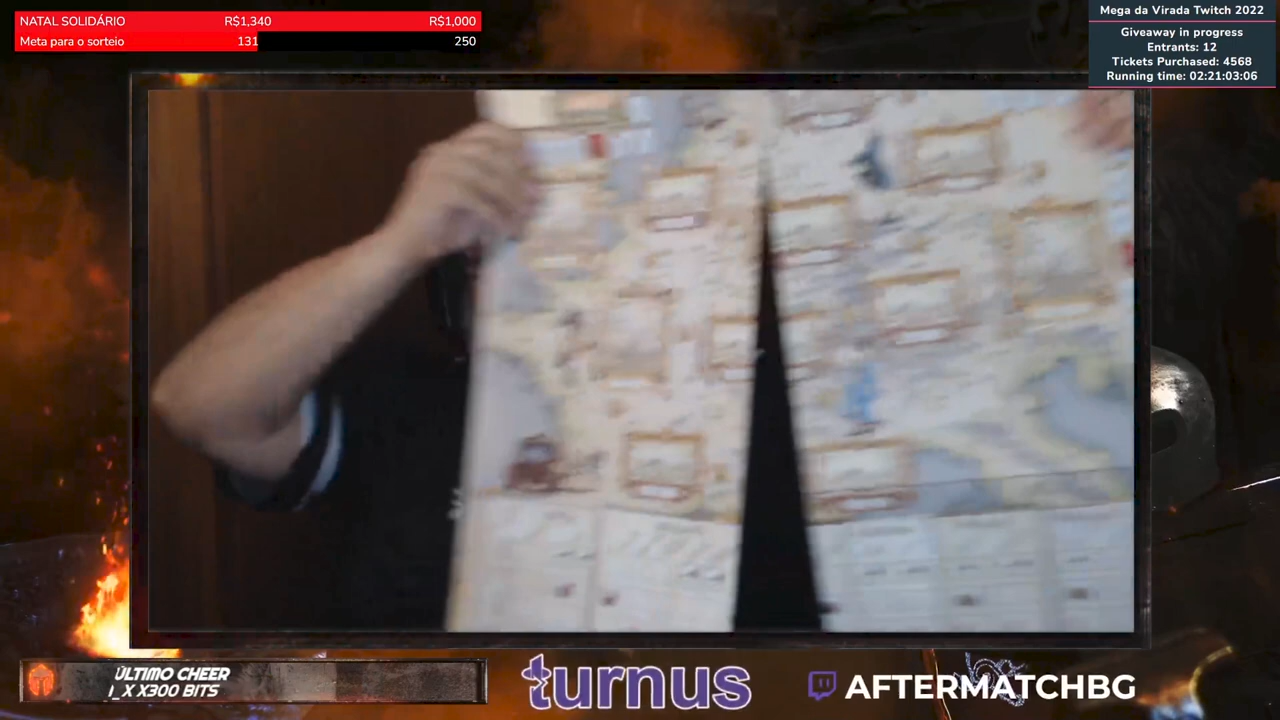 NATAL SOLIDÁRIO R$1,340 R$1,000
Meta para o sorteio 131 250
Mega da Virada Twitch 2022
Giveaway in progress
Entrants: 12
Tickets Purchased: 4568
Running time: 02:21:03:06
ÚLTIMO CHEER
I_X X300 BITS
turnus
AFTERMATCHBG